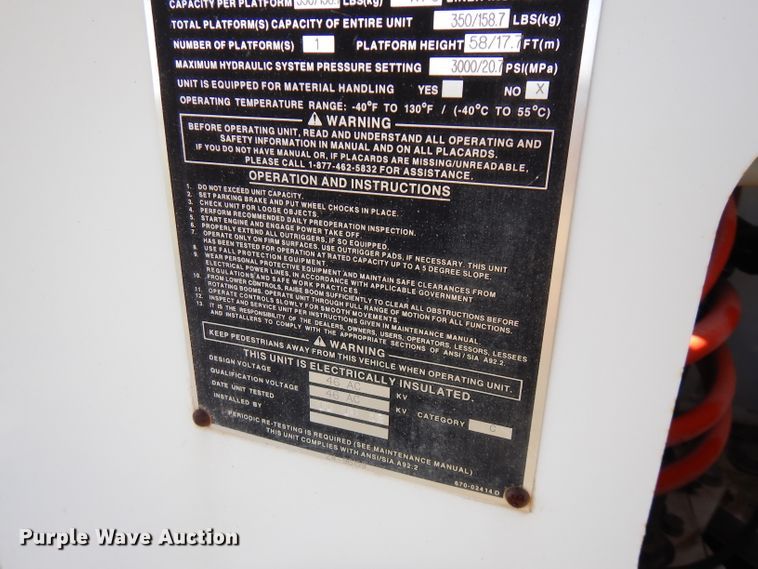 CAPACITY PER PLATFORM 350/158.7 LBS(kg)
TOTAL PLATFORM(S) CAPACITY OF ENTIRE UNIT 350/158.7 LBS(kg)
NUMBER OF PLATFORM(S) 1 PLATFORM HEIGHT 58/17.7 FT(m)
MAXIMUM HYDRAULIC SYSTEM PRESSURE SETTING 3000/20.7 PSI(MPa)
UNIT IS EQUIPPED FOR MATERIAL HANDLING YES NO X
OPERATING TEMPERATURE RANGE: -40°F TO 130°F / (-40°C TO 55°C)
WARNING
BEFORE OPERATING UNIT, READ AND UNDERSTAND ALL OPERATING AND
SAFETY INFORMATION IN MANUAL AND ON ALL PLACARDS.
IF YOU DO NOT HAVE MANUAL OR, IF PLACARDS ARE MISSING/UNREADABLE,
PLEASE CALL 1-877-462-5832 FOR ASSISTANCE.
OPERATION AND INSTRUCTIONS
1. DO NOT EXCEED UNIT CAPACITY.
2. SET PARKING BRAKE AND PUT WHEEL CHOCKS IN PLACE.
3. CHECK UNIT FOR LOOSE OBJECTS.
4. PERFORM RECOMMENDED DAILY PREOPERATION INSPECTION.
5. START ENGINE AND ENGAGE POWER TAKE OFF.
6. PROPERLY EXTEND ALL OUTRIGGERS, IF SO EQUIPPED.
7. OPERATE ONLY ON FIRM SURFACES. USE OUTRIGGER PADS, IF NECESSARY. THIS UNIT
HAS BEEN TESTED FOR OPERATION AT RATED CAPACITY UP TO A 5 DEGREE SLOPE.
8. USE FALL PROTECTION EQUIPMENT.
9. WEAR PERSONAL PROTECTIVE EQUIPMENT AND MAINTAIN SAFE CLEARANCES FROM
ELECTRICAL POWER LINES, IN ACCORDANCE WITH APPLICABLE GOVERNMENT
REGULATIONS AND SAFE WORK PRACTICES.
10. FROM LOWER CONTROLS, RAISE BOOM SUFFICIENTLY TO CLEAR ALL OBSTRUCTIONS BEFORE
ROTATING BOOMS. OPERATE UNIT THROUGH FULL RANGE OF MOTION FOR ALL FUNCTIONS.
11. OPERATE CONTROLS SLOWLY FOR SMOOTH MOVEMENTS.
12. INSPECT AND SERVICE UNIT PER INSTRUCTIONS GIVEN IN MAINTENANCE MANUAL.
13. IT IS THE RESPONSIBILITY OF THE DEALERS, OWNERS, USERS, OPERATORS, LESSORS, LESSEES
AND INSTALLERS TO COMPLY WITH THE APPROPRIATE SECTIONS OF ANSI / SIA A92.2.
WARNING
KEEP PEDESTRIANS AWAY FROM THIS VEHICLE WHEN OPERATING UNIT.
THIS UNIT IS ELECTRICALLY INSULATED.
DESIGN VOLTAGE 46 AC KV
QUALIFICATION VOLTAGE 46 AC KV CATEGORY C
DATE UNIT TESTED
INSTALLED BY
PERIODIC RE-TESTING IS REQUIRED (SEE MAINTENANCE MANUAL)
THIS UNIT COMPLIES WITH ANSI/SIA A92.2
670-02414 D
Purple Wave Auction